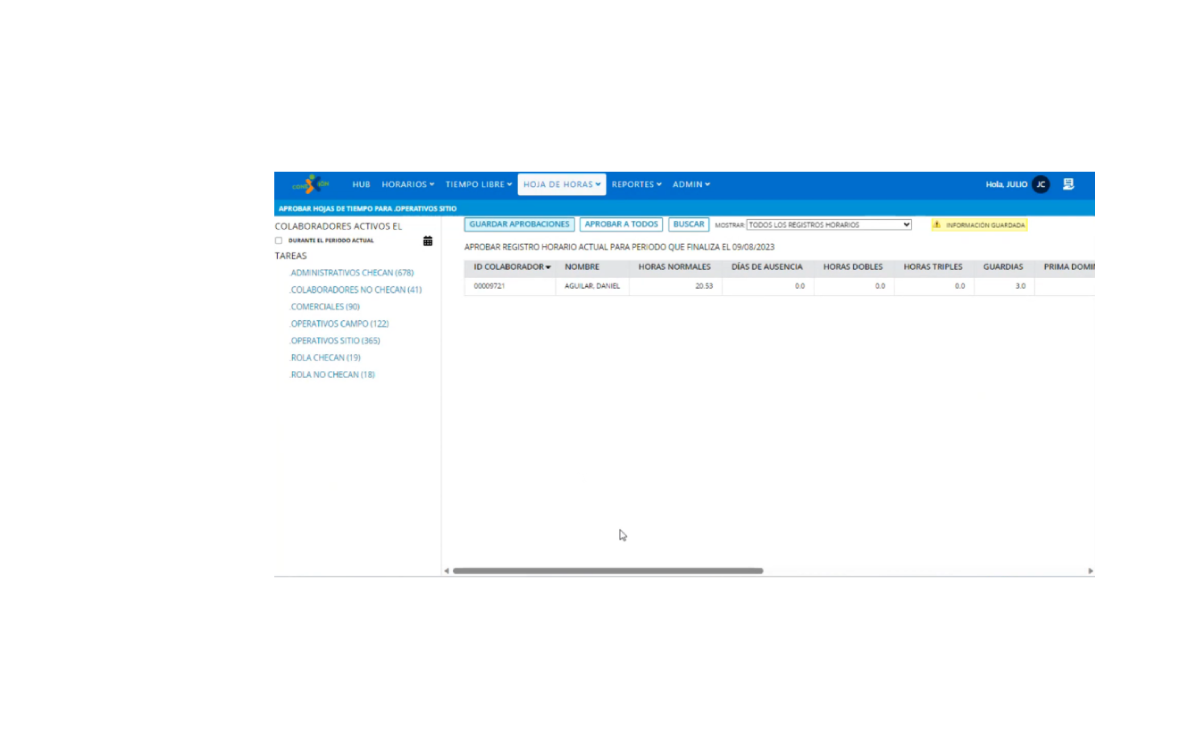 HUB HORARIOS TIEMPO LIBRE HOJA DE HORAS REPORTES ADMIN Hola, JULIO JC
APROBAR HOJAS DE TIEMPO PARA .OPERATIVOS SITIO
COLABORADORES ACTIVOS EL
DURANTE EL PERIODO ACTUAL
TAREAS
ADMINISTRATIVOS CHECAN (678)
.COLABORADORES NO CHECAN (41)
.COMERCIALES (90)
.OPERATIVOS CAMPO (122)
.OPERATIVOS SITIO (365)
.ROLA CHECAN (19)
.ROLA NO CHECAN (18)
GUARDAR APROBACIONES APROBAR A TODOS BUSCAR MOSTRAR: TODOS LOS REGISTROS HORARIOS INFORMACIÓN GUARDADA
APROBAR REGISTRO HORARIO ACTUAL PARA PERIODO QUE FINALIZA EL 09/08/2023
ID COLABORADOR NOMBRE HORAS NORMALES DÍAS DE AUSENCIA HORAS DOBLES HORAS TRIPLES GUARDIAS PRIMA DOMI
00009721 AGUILAR, DANIEL 20.53 0.0 0.0 0.0 3.0